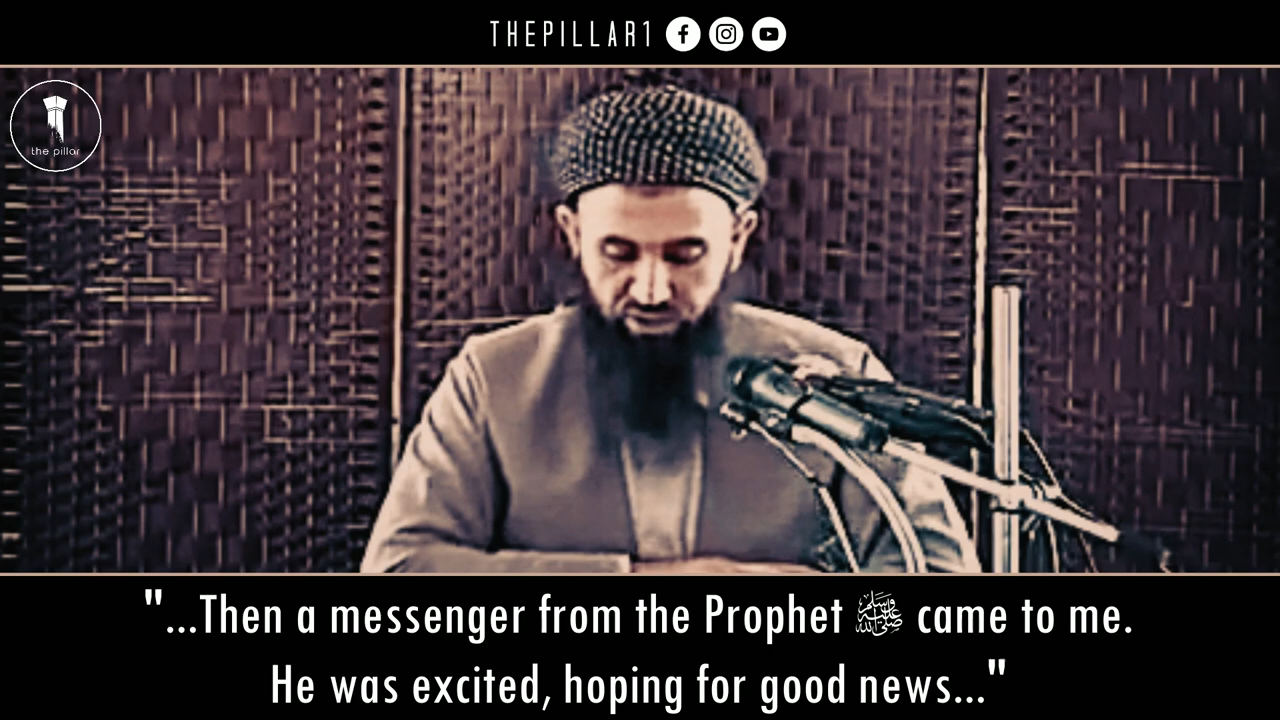 THEPILLAR1
the pillar
"...Then a messenger from the Prophet ﷺ came to me.
He was excited, hoping for good news..."